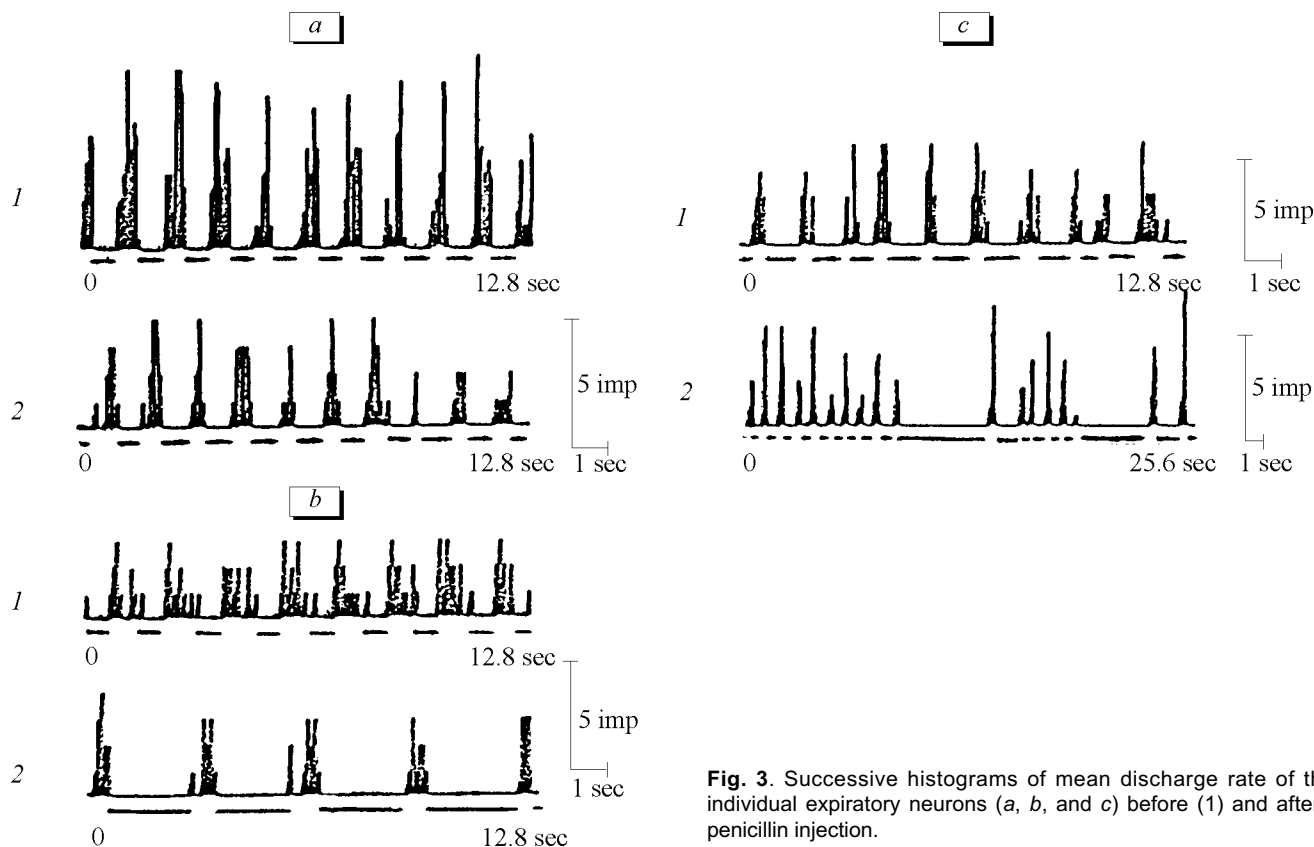 a
1
0 12.8 sec
2
5 imp
1 sec
0 12.8 sec
b
1
0 12.8 sec
2
5 imp
1 sec
0 12.8 sec
c
1
5 imp
0 12.8 sec
1 sec
2
5 imp
0 25.6 sec
1 sec
Fig. 3. Successive histograms of mean discharge rate of th
individual expiratory neurons (a, b, and c) before (1) and after
penicillin injection.